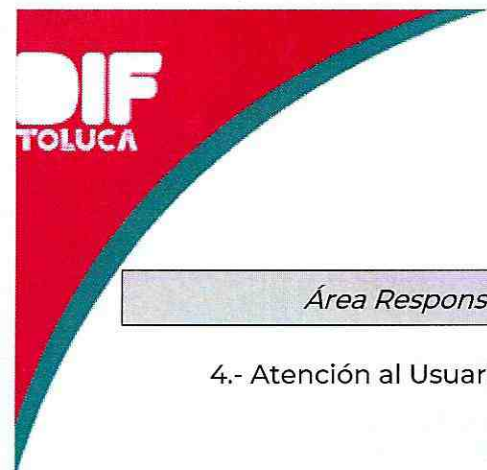 DIF
TOLUCA
Área Respons
4.- Atención al Usuar